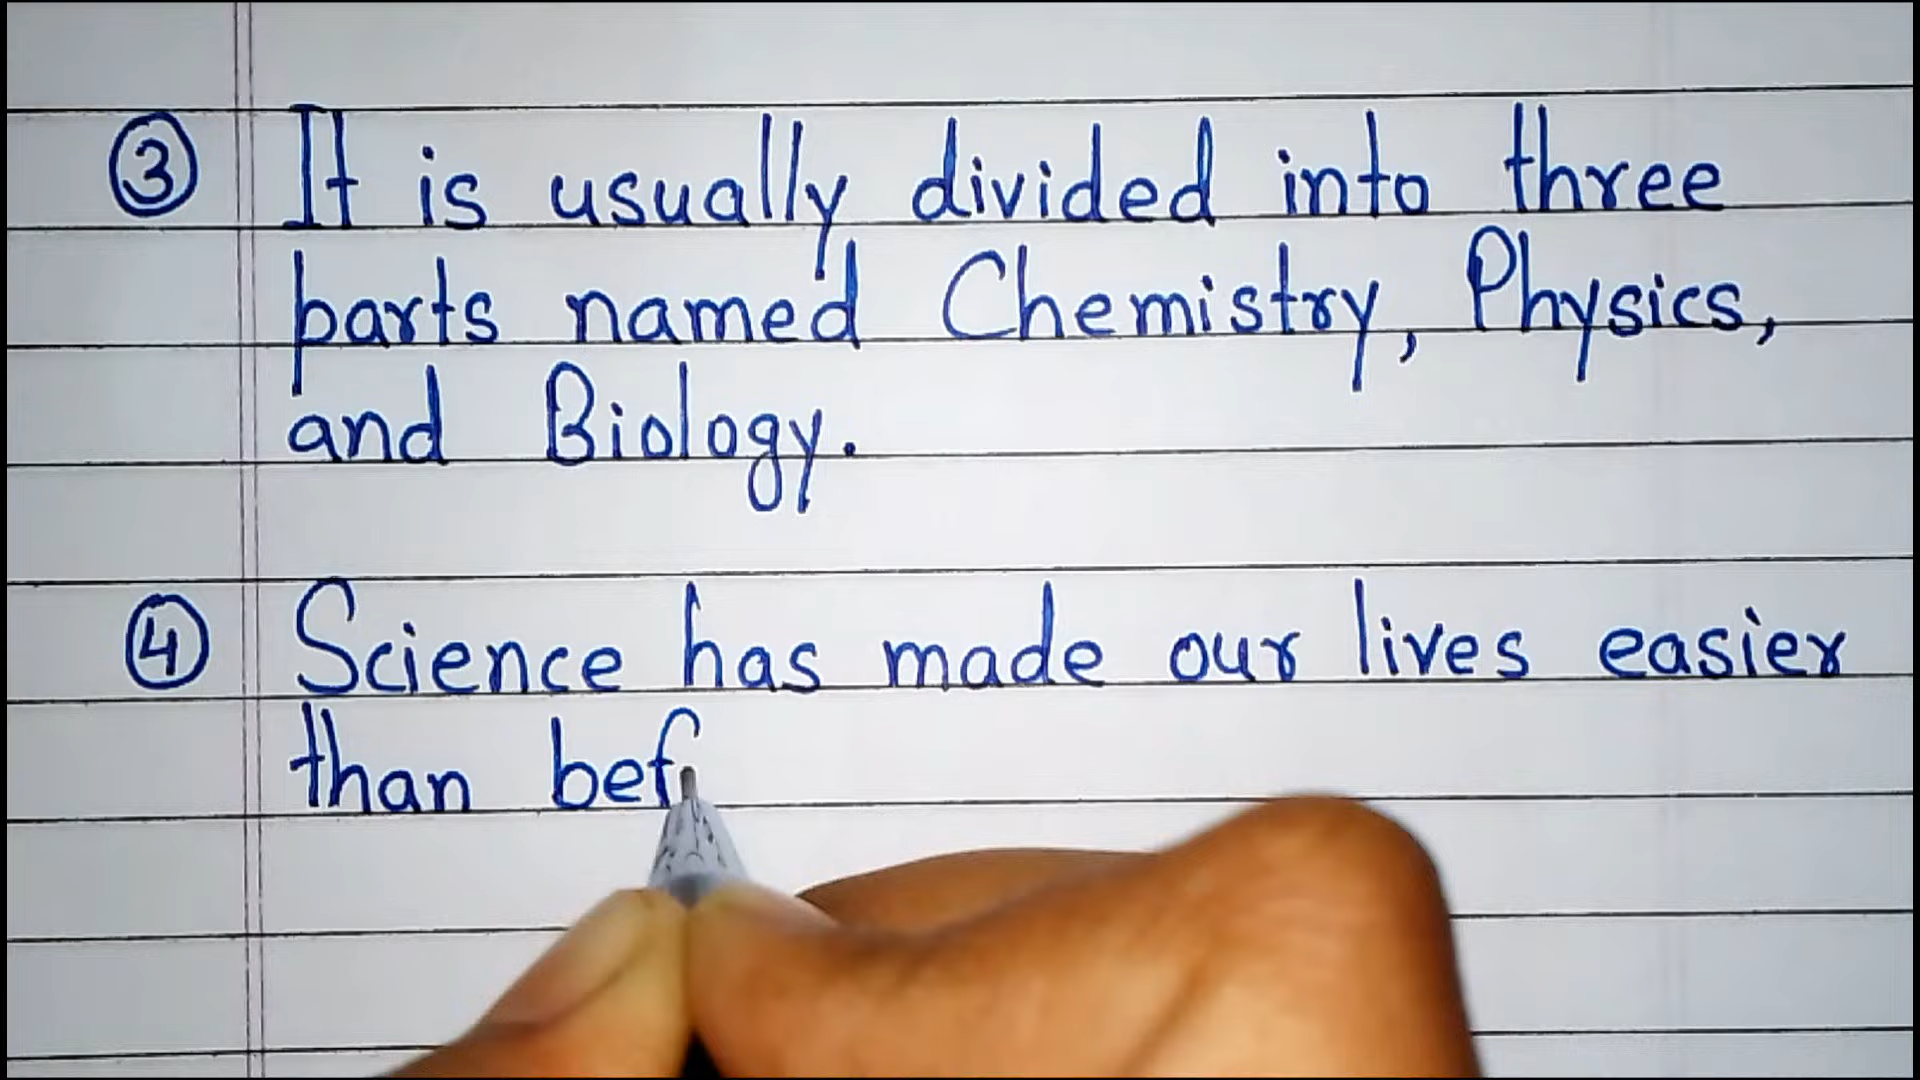 ③ It is usually divided into three
parts named Chemistry, Physics,
and Biology.
④ Science has made our lives easier
than bef